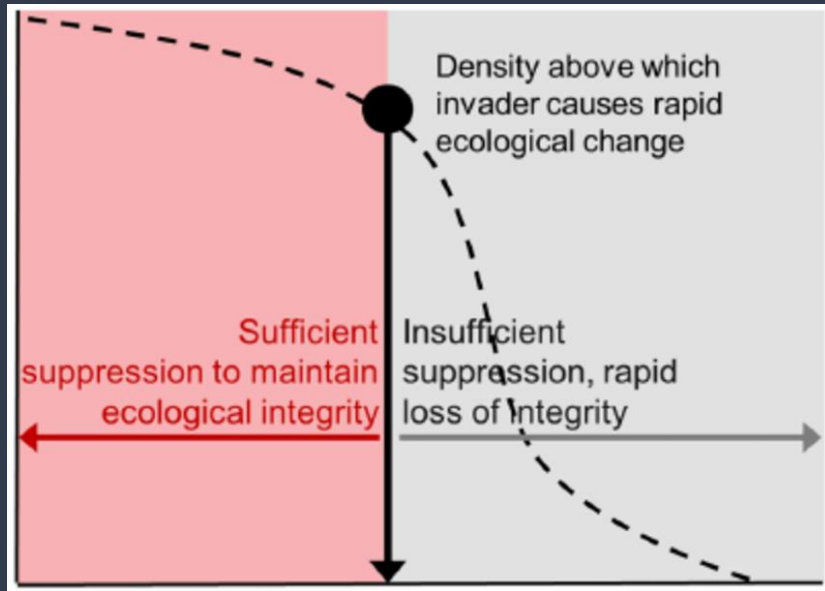 Density above which
invader causes rapid
ecological change
Sufficient
suppression to maintain
ecological integrity
Insufficient
suppression, rapid
loss of integrity